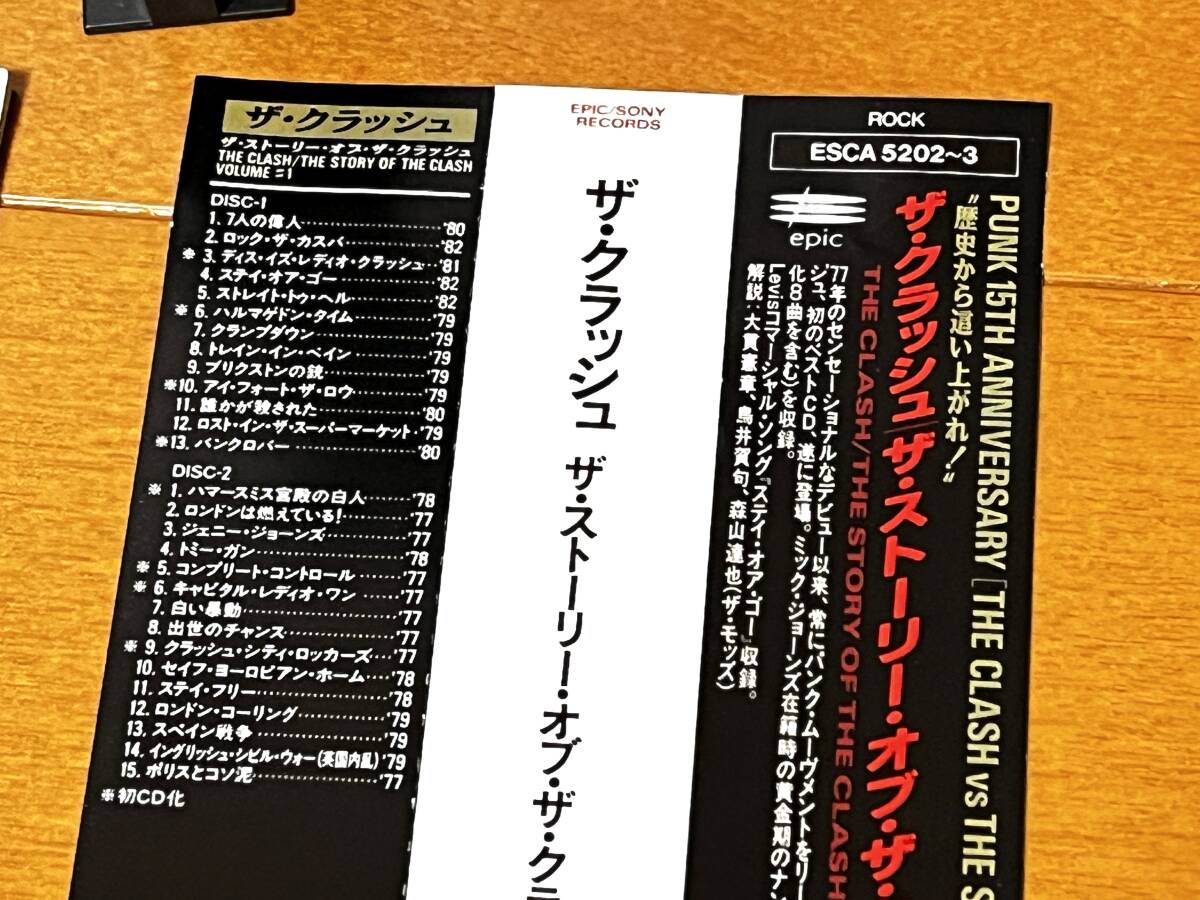 ザ・クラッシュ
ザ・ストーリー・オブ・ザ・クラッシュ
THE CLASH/THE STORY OF THE CLASH
VOLUME =1
DISC-1
1. 7人の偉人…………………'80
2. ロック・ザ・カスバ…………'82
※ 3. ディス・イズ・レディオ・クラッシュ…'81
4. ステイ・オア・ゴー…………'82
5. ストレイト・トゥ・ヘル………'82
※ 6. ハルマゲドン・タイム………'79
7. クランプダウン……………'79
8. トレイン・イン・ベイン………'79
9. ブリクストンの銃……………'79
※10. アイ・フォート・ザ・ロウ……'79
11. 誰かが殺された……………'80
12. ロスト・イン・ザ・スーパーマーケット・'79
※13. バンクロバー………………'80
DISC-2
※ 1. ハマースミス宮殿の白人……'78
2. ロンドンは燃えている!……'77
3. ジェニー・ジョーンズ………'77
4. トミー・ガン…………………'78
※ 5. コンプリート・コントロール……'77
※ 6. キャピタル・レディオ・ワン……'77
7. 白い暴動……………………'77
8. 出世のチャンス……………'77
※ 9. クラッシュ・シティ・ロッカーズ…'77
10. セイフ・ヨーロピアン・ホーム…'78
11. ステイ・フリー………………'78
12. ロンドン・コーリング…………'79
13. スペイン戦争………………'79
14. イングリッシュ・シビル・ウォー(英国内乱)'79
15. ポリスとコソ泥………………'77
※初CD化
EPIC/SONY
RECORDS
ザ・クラッシュ ザ・ストーリー・オブ・ザ・ク
ROCK
ESCA 5202~3
epic
PUNK 15TH ANNIVERSARY [THE CLASH vs THE S
"歴史から這い上がれ!"
ザ・クラッシュ/ザ・ストーリー・オブ・ザ・
THE CLASH/THE STORY OF THE CLASH
'77年のセンセーショナルなデビュー以来、常にパンク・ムーヴメントをリー
シュ、初のベストCD、遂に登場。ミック・ジョーンズ在籍時の黄金期のナン
化8曲を含む)を収録。
Levisコマーシャル・ソング『ステイ・オア・ゴー』収録。
解説:大貫憲章、鳥井賀句、森山達也(ザ・モッズ)